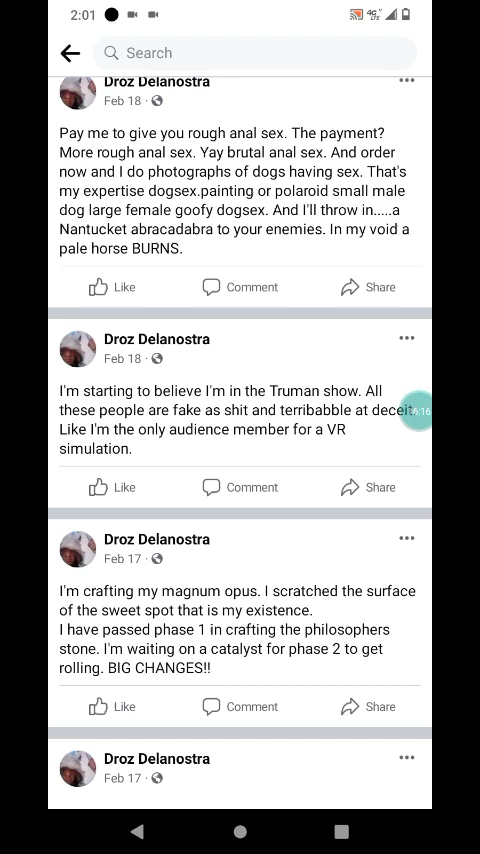 2:01
4G LTE
Search
Droz Delanostra
Feb 18 ·
Pay me to give you rough anal sex. The payment?
More rough anal sex. Yay brutal anal sex. And order
now and I do photographs of dogs having sex. That's
my expertise dogsex.painting or polaroid small male
dog large female goofy dogsex. And I'll throw in.....a
Nantucket abracadabra to your enemies. In my void a
pale horse BURNS.
Like Comment Share
Droz Delanostra
Feb 18 ·
I'm starting to believe I'm in the Truman show. All
these people are fake as shit and terribabble at deceit.
16:16
Like I'm the only audience member for a VR
simulation.
Like Comment Share
Droz Delanostra
Feb 17 ·
I'm crafting my magnum opus. I scratched the surface
of the sweet spot that is my existence.
I have passed phase 1 in crafting the philosophers
stone. I'm waiting on a catalyst for phase 2 to get
rolling. BIG CHANGES!!
Like Comment Share
Droz Delanostra
Feb 17 ·